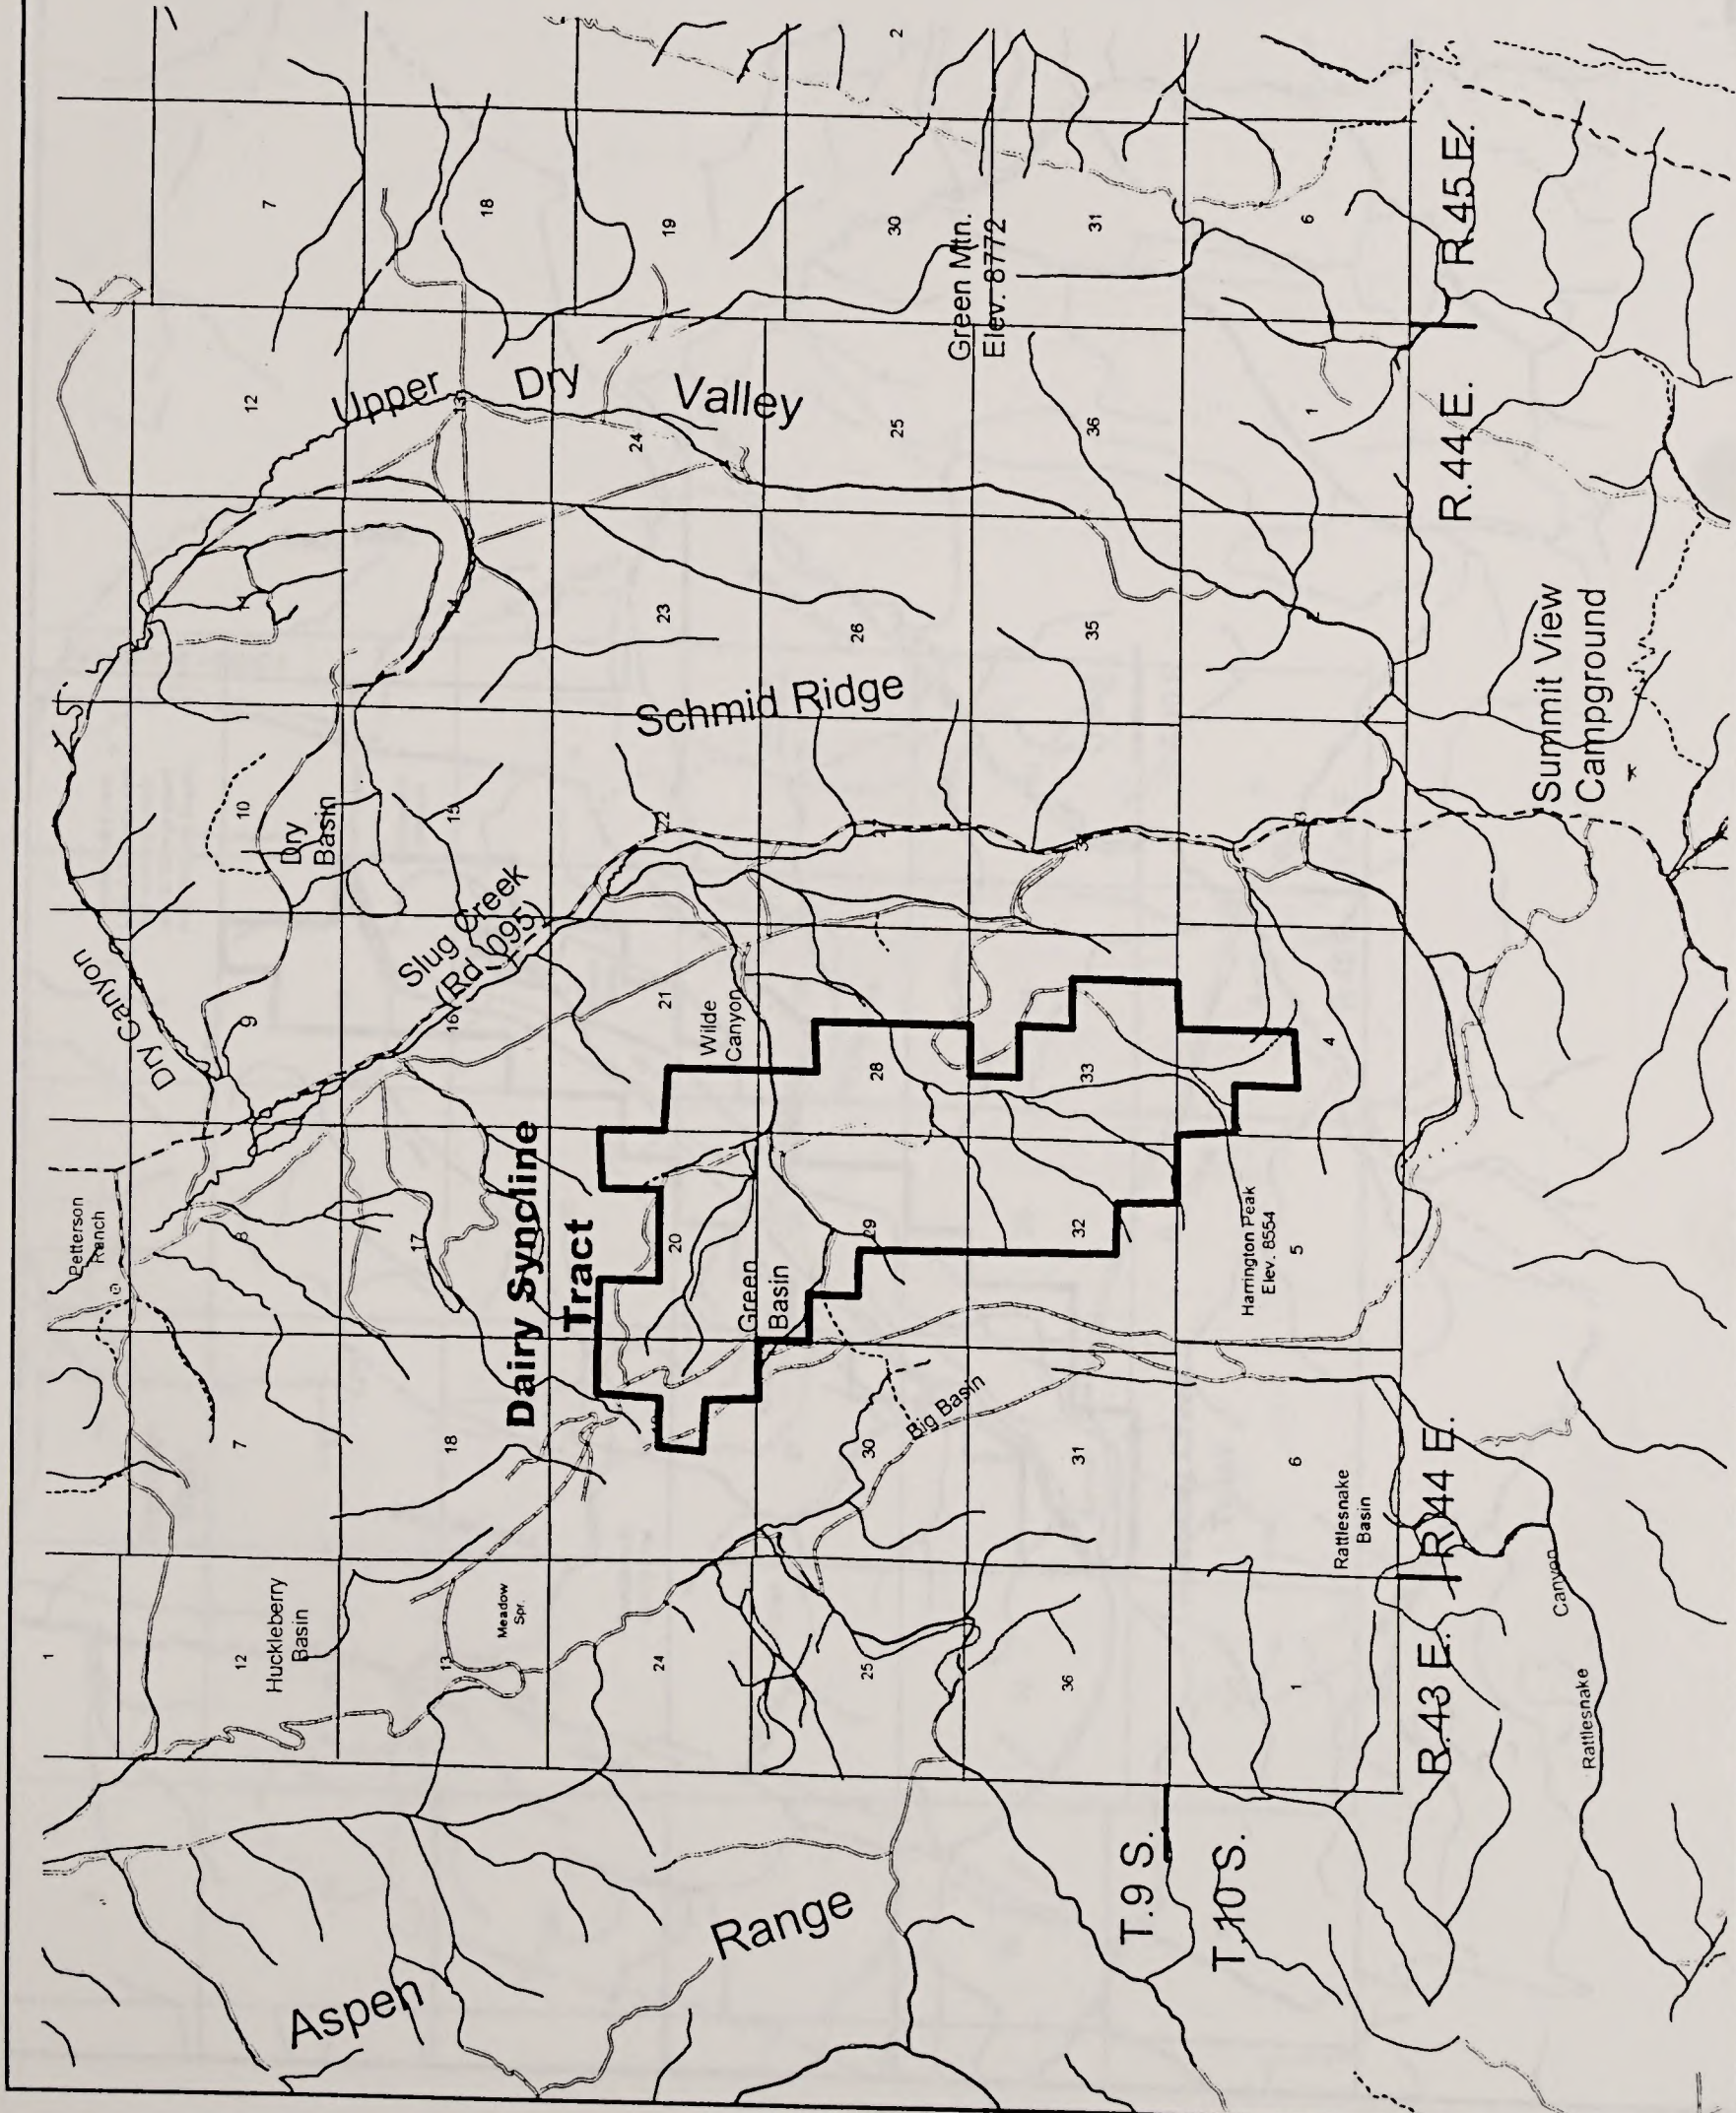 1
Petterson
Ranch
Dry Canyon
Huckleberry
Basin
12
7
8
9
10
Dry
Basin
12
7
Aspen
13
18
17
16
Slug Creek
(Rd 1095)
15
14
13
18
Upper Dry Valley
Meadow
Spr.
Dairy Syncline
Tract
24
20
21
22
23
24
19
Wilde
Canyon
Schmid Ridge
Green
Basin
Range
25
30
29
28
27
26
25
30
2
Big Basin
Green Mtn.
Elev. 8772
36
31
32
33
35
36
31
T.9 S.
T.10 S.
Harrington Peak
Elev. 8554
1
6
5
4
3
1
6
Rattlesnake
Basin
R.43 E.
R.44 E.
R.44 E.
R.45 E.
Summit View
Campground
Rattlesnake
Canyon